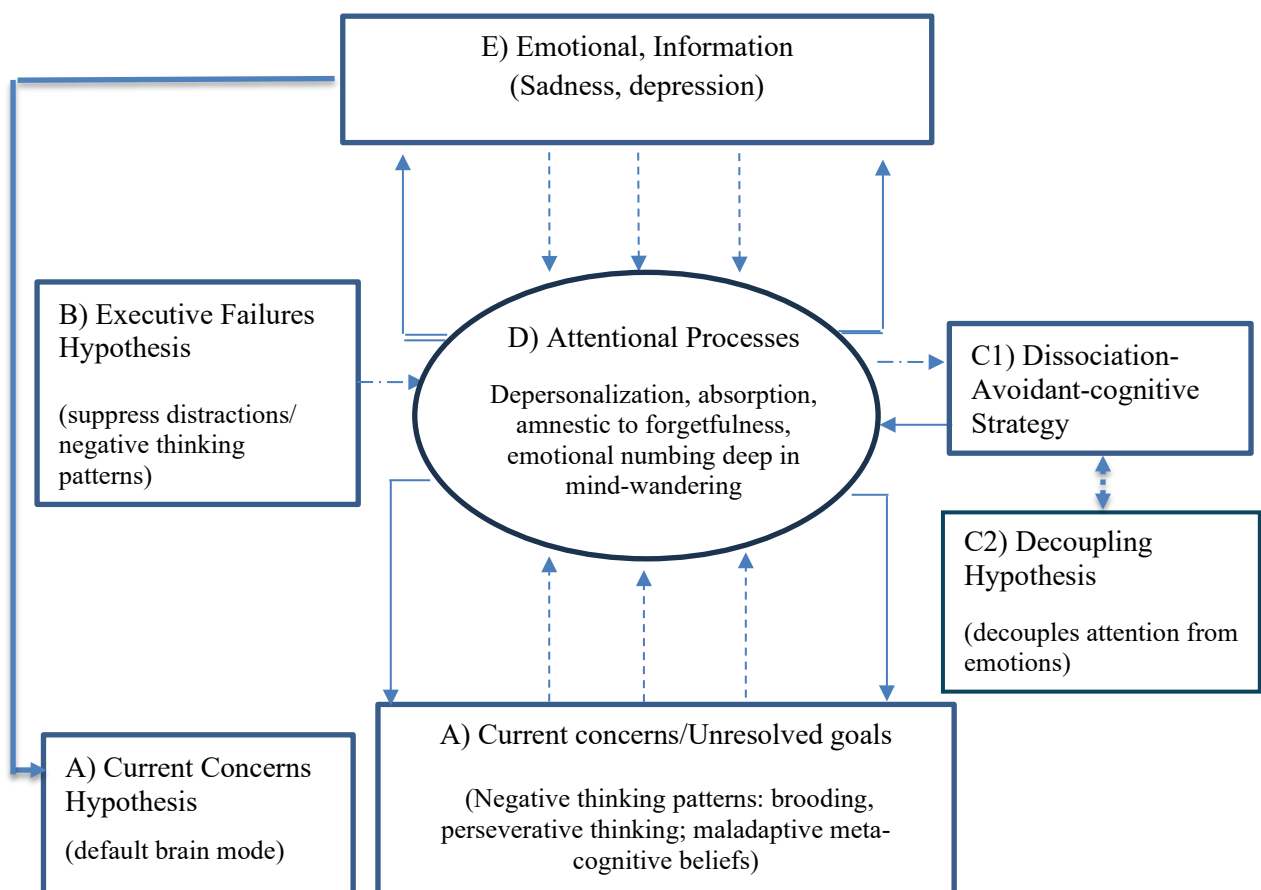 E) Emotional, Information
(Sadness, depression)
B) Executive Failures
Hypothesis
(suppress distractions/
negative thinking
patterns)
D) Attentional Processes
Depersonalization, absorption,
amnestic to forgetfulness,
emotional numbing deep in
mind-wandering
C1) Dissociation-
Avoidant-cognitive
Strategy
C2) Decoupling
Hypothesis
(decouples attention from
emotions)
A) Current Concerns
Hypothesis
(default brain mode)
A) Current concerns/Unresolved goals
(Negative thinking patterns: brooding,
perseverative thinking; maladaptive meta-
cognitive beliefs)